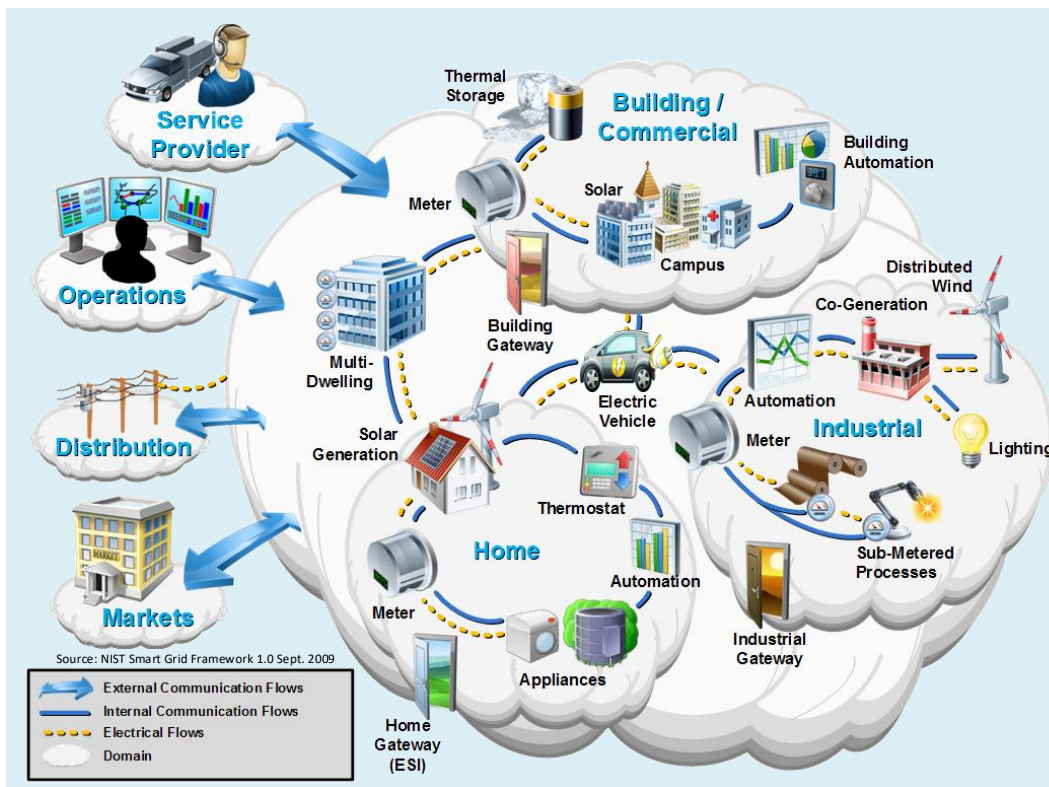 Service
Provider
Operations
Distribution
MARKET
Markets
Thermal
Storage
Building /
Commercial
Building
Automation
Meter
Solar
Campus
Building
Gateway
Multi-
Dwelling
Electric
Vehicle
Distributed
Wind
Co-Generation
Automation
Meter
Industrial
Lighting
Sub-Metered
Processes
Industrial
Gateway
Solar
Generation
Thermostat
Home
Automation
Meter
Appliances
Home
Gateway
(ESI)
Source: NIST Smart Grid Framework 1.0 Sept. 2009
External Communication Flows
Internal Communication Flows
Electrical Flows
Domain